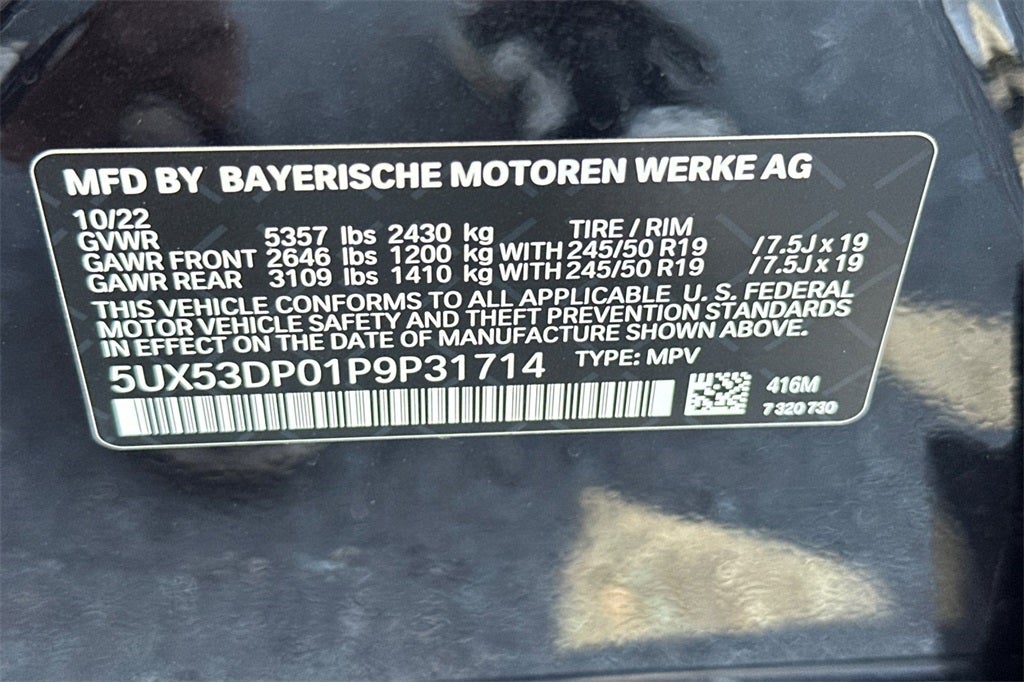 MFD BY BAYERISCHE MOTOREN WERKE AG
10/22 TIRE / RIM
GVWR 5357 lbs 2430 kg
GAWR FRONT 2646 lbs 1200 kg WITH 245/50 R19 / 7.5J x 19
GAWR REAR 3109 lbs 1410 kg WITH 245/50 R19 / 7.5J x 19
THIS VEHICLE CONFORMS TO ALL APPLICABLE U. S. FEDERAL
MOTOR VEHICLE SAFETY AND THEFT PREVENTION STANDARDS
IN EFFECT ON THE DATE OF MANUFACTURE SHOWN ABOVE.
5UX53DP01P9P31714 TYPE: MPV
416M
7 320 730